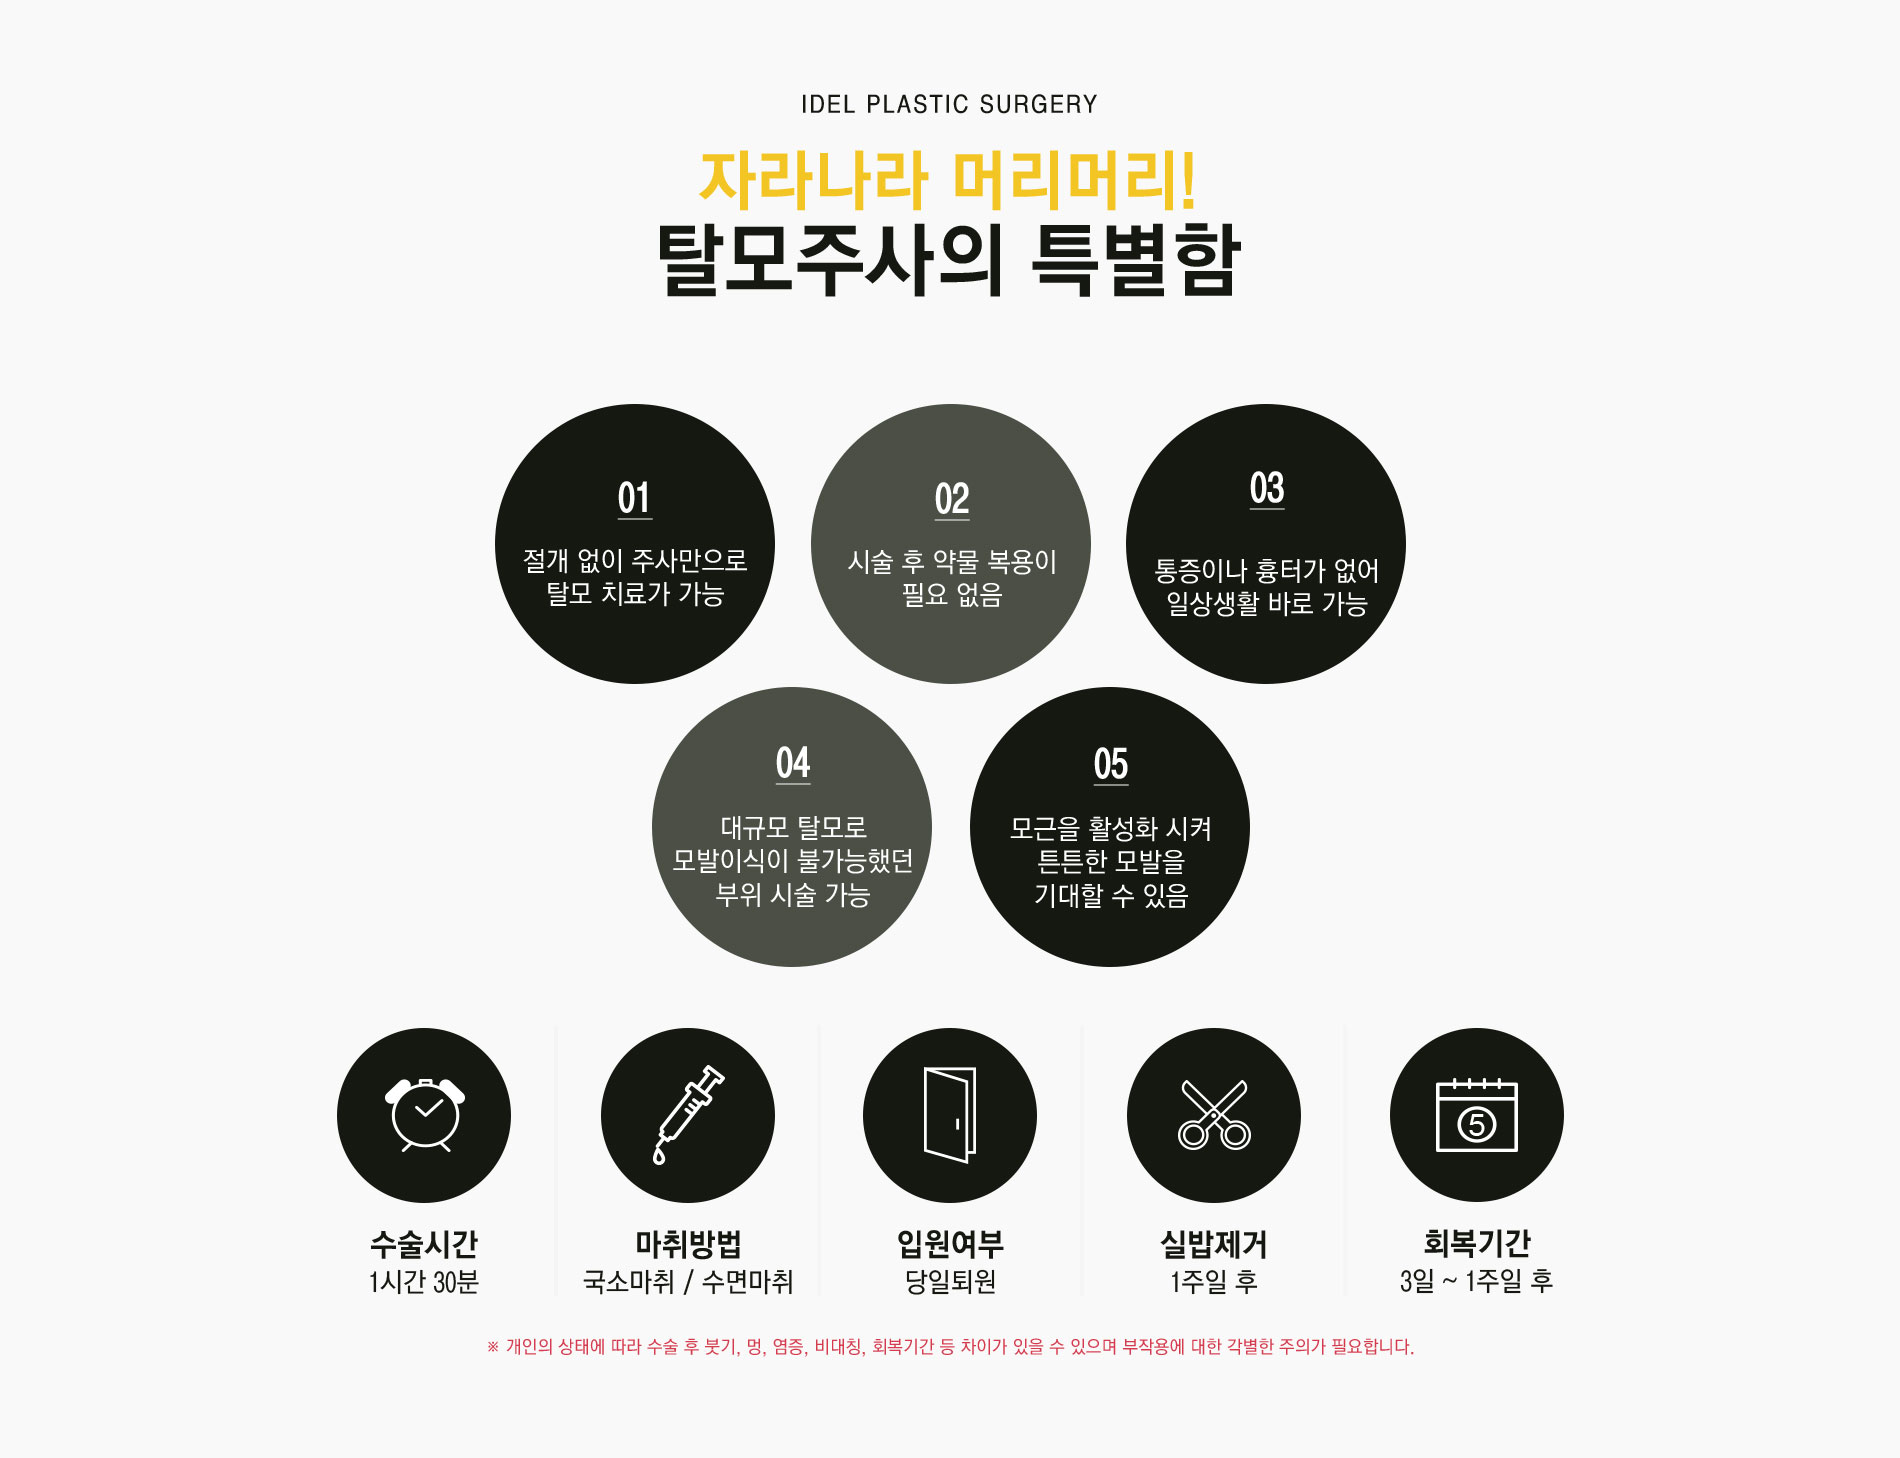 IDEL PLASTIC SURGERY
자라나라 머리머리!
탈모주사의 특별함
01
절개 없이 주사만으로
탈모 치료가 가능
02
시술 후 약물 복용이
필요 없음
03
통증이나 흉터가 없어
일상생활 바로 가능
04
대규모 탈모로
모발이식이 불가능했던
부위 시술 가능
05
모근을 활성화 시켜
튼튼한 모발을
기대할 수 있음
5
수술시간
1시간 30분
마취방법
국소마취 / 수면마취
입원여부
당일퇴원
실밥제거
1주일 후
회복기간
3일 ~ 1주일 후
※ 개인의 상태에 따라 수술 후 붓기, 멍, 염증, 비대칭, 회복기간 등 차이가 있을 수 있으며 부작용에 대한 각별한 주의가 필요합니다.